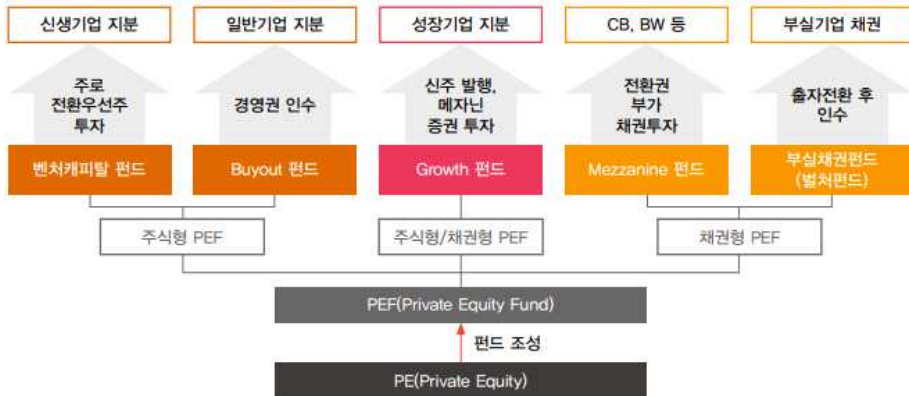 신생기업 지분
일반기업 지분
성장기업 지분
CB, BW 등
부실기업 채권
주로
전환우선주
투자
경영권 인수
신주 발행,
메자닌
증권 투자
전환권
부가
채권투자
출자전환 후
인수
벤처캐피탈 펀드
Buyout 펀드
Growth 펀드
Mezzanine 펀드
부실채권펀드
(벌처펀드)
주식형 PEF
주식형/채권형 PEF
채권형 PEF
PEF(Private Equity Fund)
펀드 조성
PE(Private Equity)